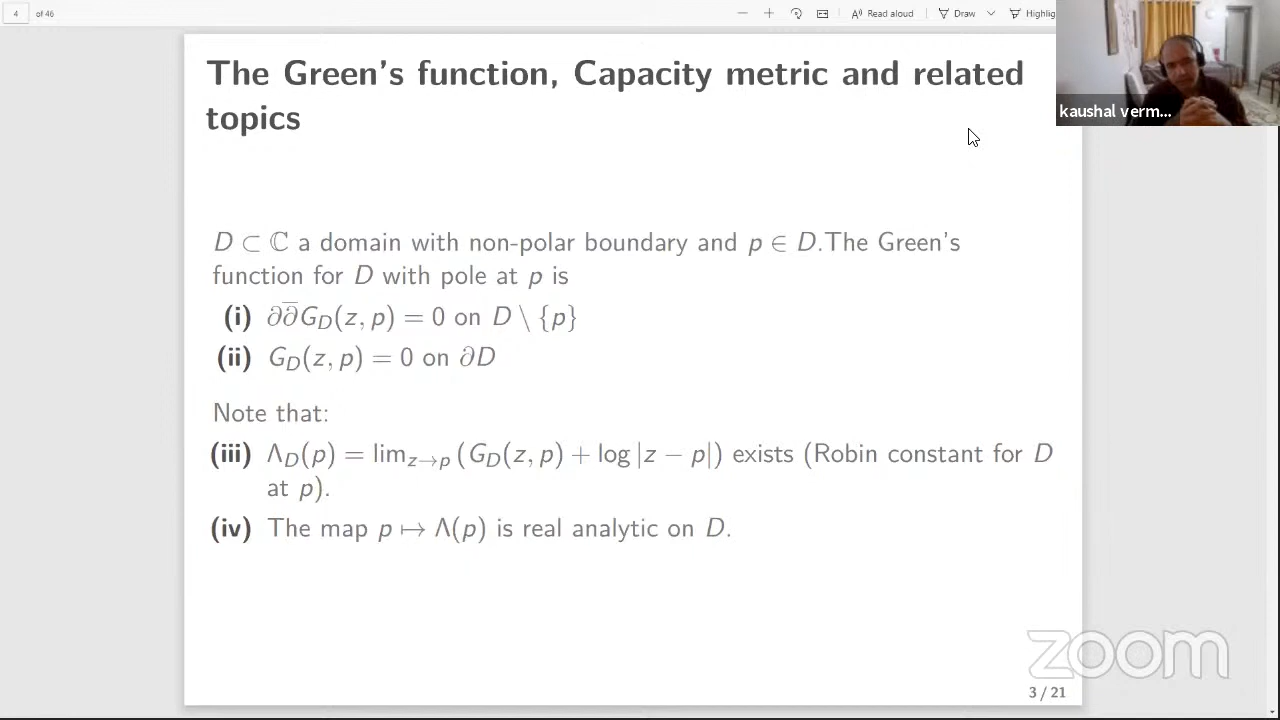 4 of 46 Read aloud Draw Highlig
kaushal verm...
The Green's function, Capacity metric and related
topics
D ⊂ ℂ a domain with non-polar boundary and p ∈ D.The Green's
function for D with pole at p is
(i) ∂∂̅G_D(z, p) = 0 on D \ {p}
(ii) G_D(z, p) = 0 on ∂D
Note that:
(iii) Λ_D(p) = lim_{z→p} (G_D(z, p) + log |z − p|) exists (Robin constant for D
at p).
(iv) The map p ↦ Λ(p) is real analytic on D.
zoom
3 / 21